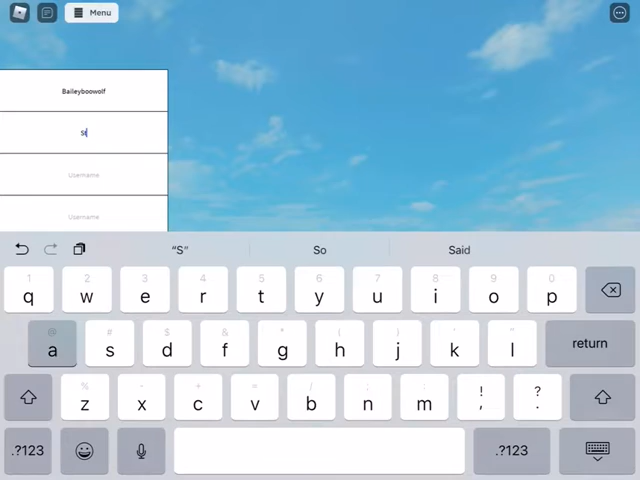 Menu
Baileyboowolf
Username
Username
"S" So Said
1 2 3 4 5 6 7 8 9 0
q w e r t y u i o p
@ # $ & * ( ) ' "
a s d f g h j k l return
% - + = / ; : ! ?
z x c v b n m , .
.?123 .?123